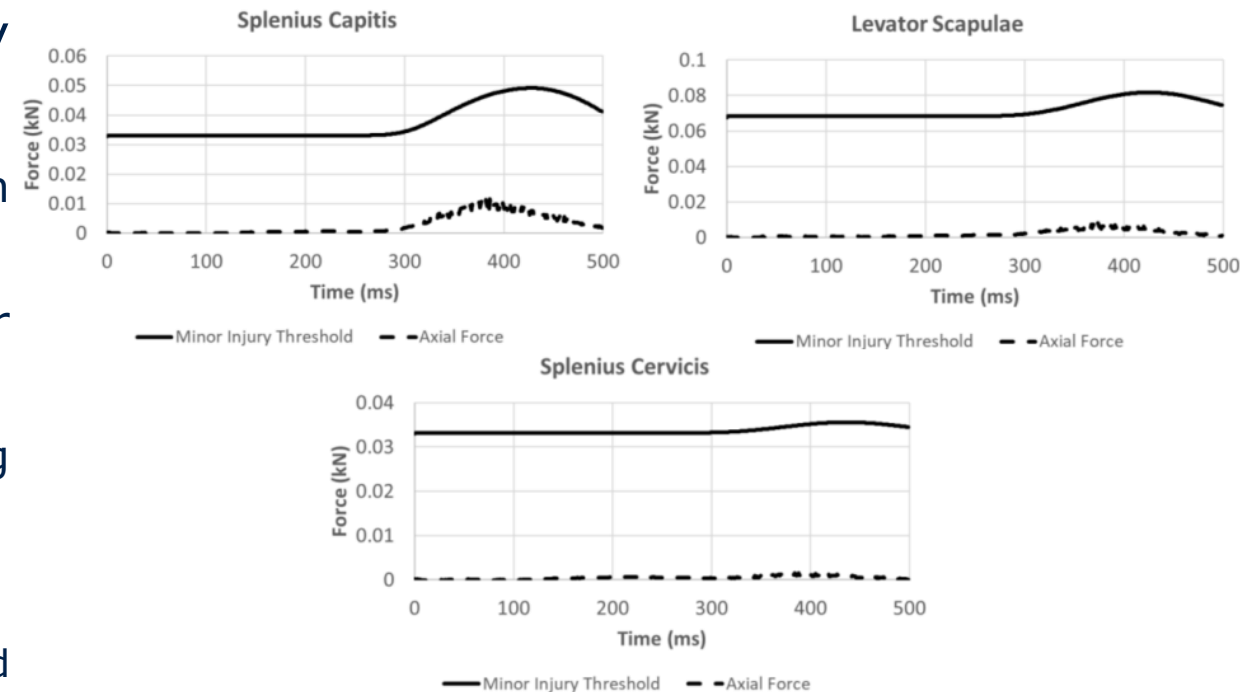 Splenius Capitis
0.06
0.05
0.04
0.03
0.02
0.01
0
Force (kN)
0 100 200 300 400 500
Time (ms)
Minor Injury Threshold Axial Force
Levator Scapulae
0.1
0.08
0.06
0.04
0.02
0
Force (kN)
0 100 200 300 400 500
Time (ms)
Minor Injury Threshold Axial Force
Splenius Cervicis
0.04
0.03
0.02
0.01
0
Force (kN)
0 100 200 300 400 500
Time (ms)
Minor Injury Threshold Axial Force